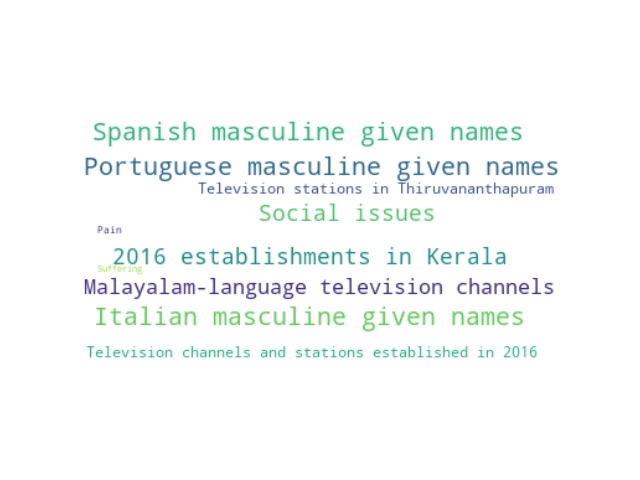 Spanish masculine given names
Portuguese masculine given names
Television stations in Thiruvananthapuram
Social issues
Pain
2016 establishments in Kerala
Suffering
Malayalam-language television channels
Italian masculine given names
Television channels and stations established in 2016